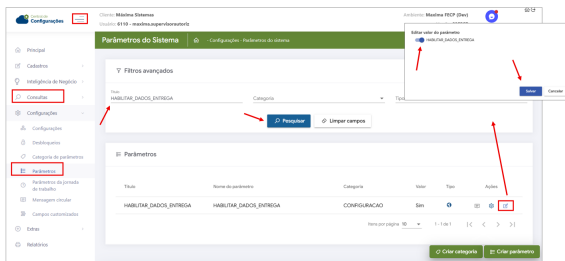 Central de
Configurações
Cliente: Máxima Sistemas
Usuário: 6110 - maxima.supervisorautoriz
Ambiente: Maxima FECP (Dev)
Parâmetros do Sistema
- Configurações - Parâmetros do sistema
Editar valor do parâmetro
HABILITAR_DADOS_ENTREGA
Salvar
Cancelar
Principal
Cadastros
Inteligência de Negócio
Consultas
Configurações
Configurações
Desbloqueios
Categoria de parâmetros
Parâmetros
Parâmetros da jornada
de trabalho
Mensagem circular
Campos customizados
Extras
Relatórios
Filtros avançados
Título
HABILITAR_DADOS_ENTREGA
Categoria
Tipo
Pesquisar
Limpar campos
Parâmetros
Título
Nome do parâmetro
Categoria
Valor
Tipo
Ações
HABILITAR_DADOS_ENTREGA
HABILITAR_DADOS_ENTREGA
CONFIGURACAO
Sim
Itens por página 10
1 - 1 de 1
Criar categoria
Criar parâmetro